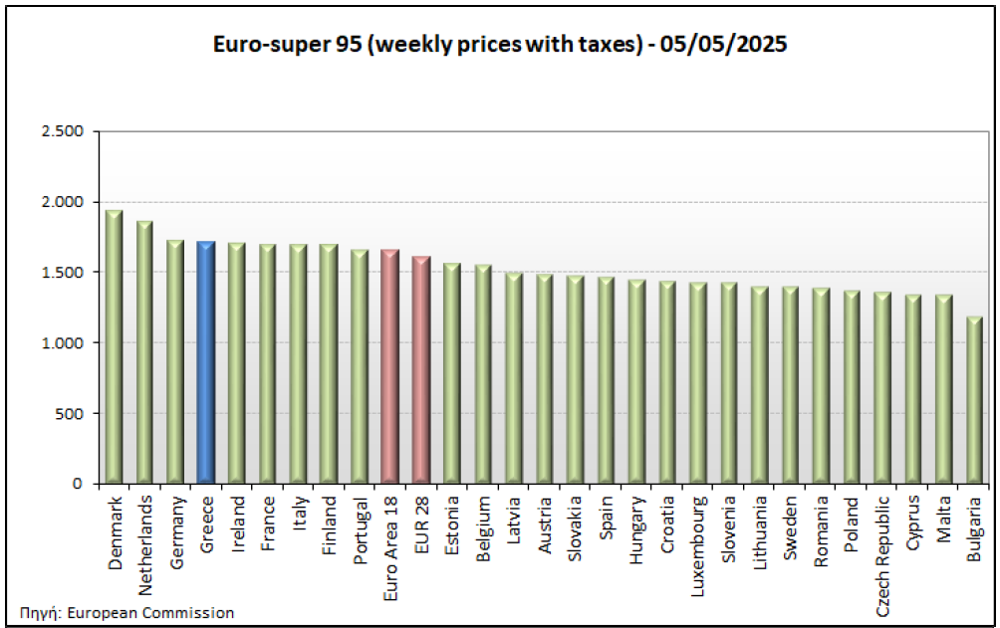 Euro-super 95 (weekly prices with taxes) - 05/05/2025
2.500
2.000
1.500
1.000
500
0
Denmark
Netherlands
Germany
Greece
Ireland
France
Italy
Finland
Portugal
Euro Area 18
EUR 28
Estonia
Belgium
Latvia
Austria
Slovakia
Spain
Hungary
Croatia
Luxembourg
Slovenia
Lithuania
Sweden
Romania
Poland
Czech Republic
Cyprus
Malta
Bulgaria
Πηγή: European Commission